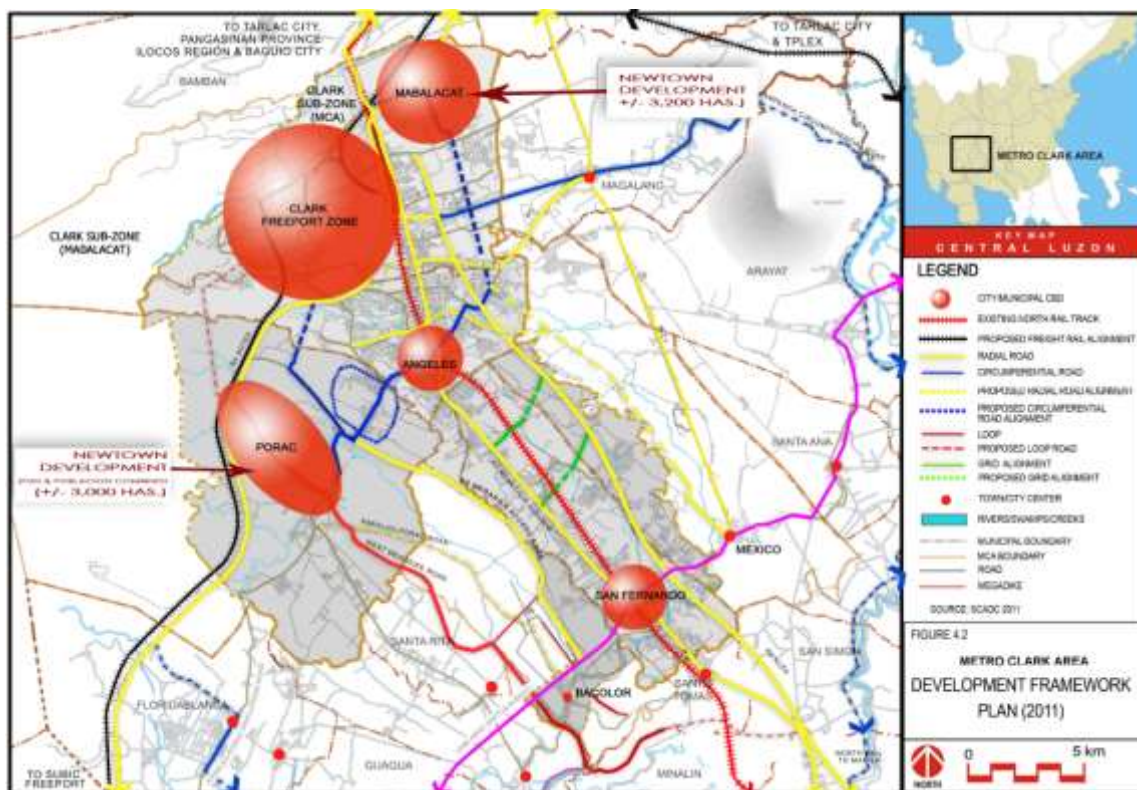 TO TARLAC CITY,
PANGASINAN PROVINCE
ILOCOS REGION & BAGUIO CITY
BAMBAN
CLARK
SUB-ZONE
(MCA)
MABALACAT
NEWTOWN
DEVELOPMENT
+/- 3,200 HAS.)
TO TARLAC CITY
& TPLEX
CLARK
FREEPORT ZONE
CLARK SUB-ZONE
(MABALACAT)
MAGALANG
ARAYAT
ANGELES
PORAC
NEWTOWN
DEVELOPMENT
(+/- 3,000 HAS.)
SANTA ANA
MEXICO
SAN FERNANDO
SANTA RITA
BACOLOR
SANTO
TOMAS
SAN SIMON
FLORIDABLANCA
GUAGUA
MINALIN
TO SUBIC
FREEPORT
METRO CLARK AREA
KEY MAP
CENTRAL LUZON
LEGEND
CITY/MUNICIPAL CBD
EXISTING NORTH RAIL TRACK
PROPOSED FREIGHT RAIL ALIGNMENT
RADIAL ROAD
CIRCUMFERENTIAL ROAD
PROPOSED RADIAL ROAD ALIGNMENT
PROPOSED CIRCUMFERENTIAL
ROAD ALIGNMENT
LOOP
PROPOSED LOOP ROAD
GRID ALIGNMENT
PROPOSED GRID ALIGNMENT
TOWN/CITY CENTER
RIVERS/SWAMPS/CREEKS
MUNICIPAL BOUNDARY
MCA BOUNDARY
ROAD
MEGADIKE
SOURCE: SCADC 2011
FIGURE 4.2
METRO CLARK AREA
DEVELOPMENT FRAMEWORK
PLAN (2011)
NORTH
0 5 km